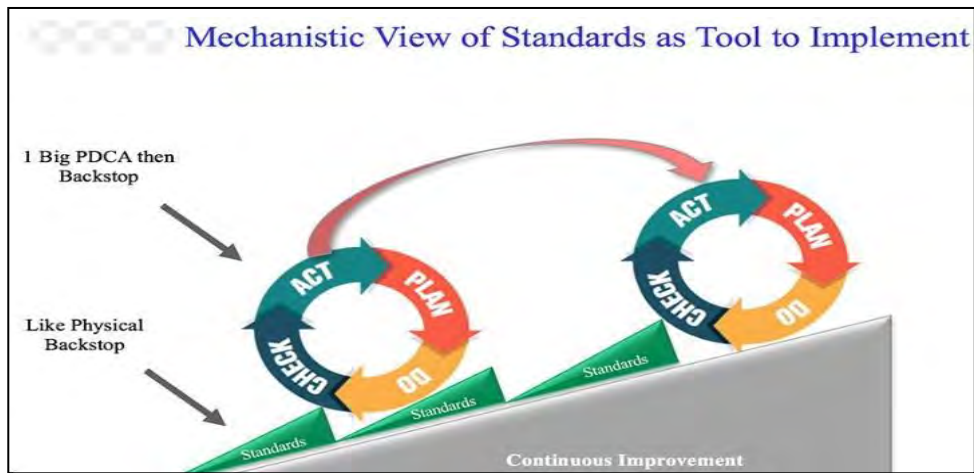 Mechanistic View of Standards as Tool to Implement
1 Big PDCA then
Backstop
ACT
PLAN
DO
CHECK
ACT
PLAN
DO
CHECK
Like Physical
Backstop
Standards
Standards
Standards
Continuous Improvement